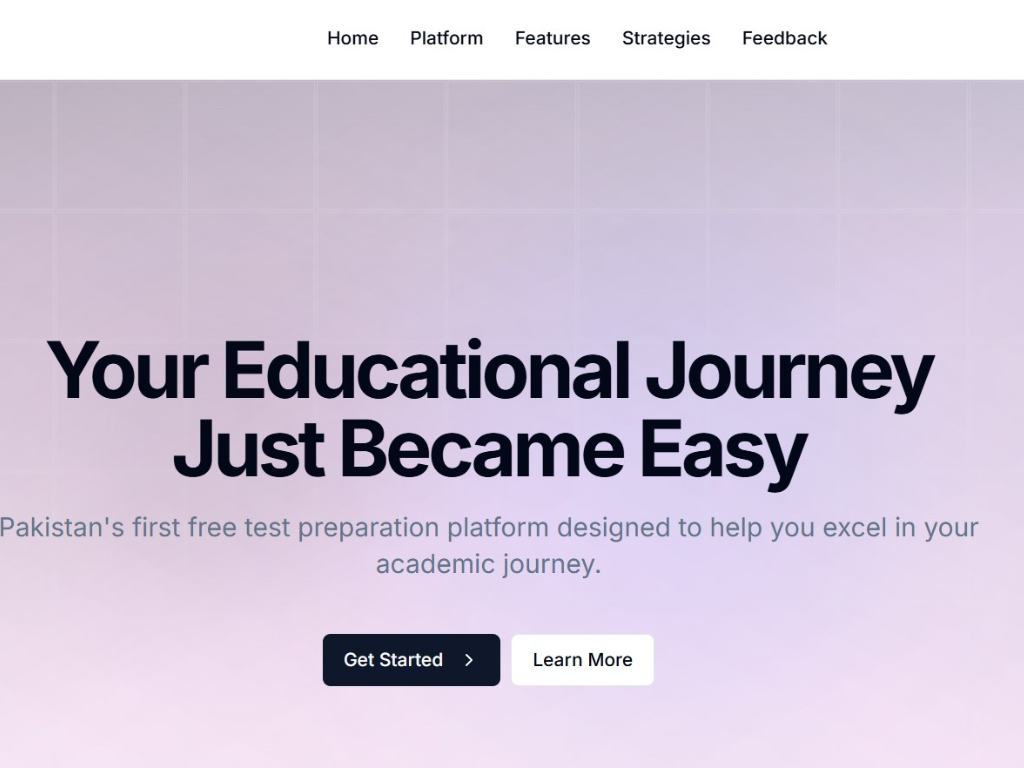 Home Platform Features Strategies Feedback
Your Educational Journey
Just Became Easy
Pakistan's first free test preparation platform designed to help you excel in your
academic journey.
Get Started Learn More